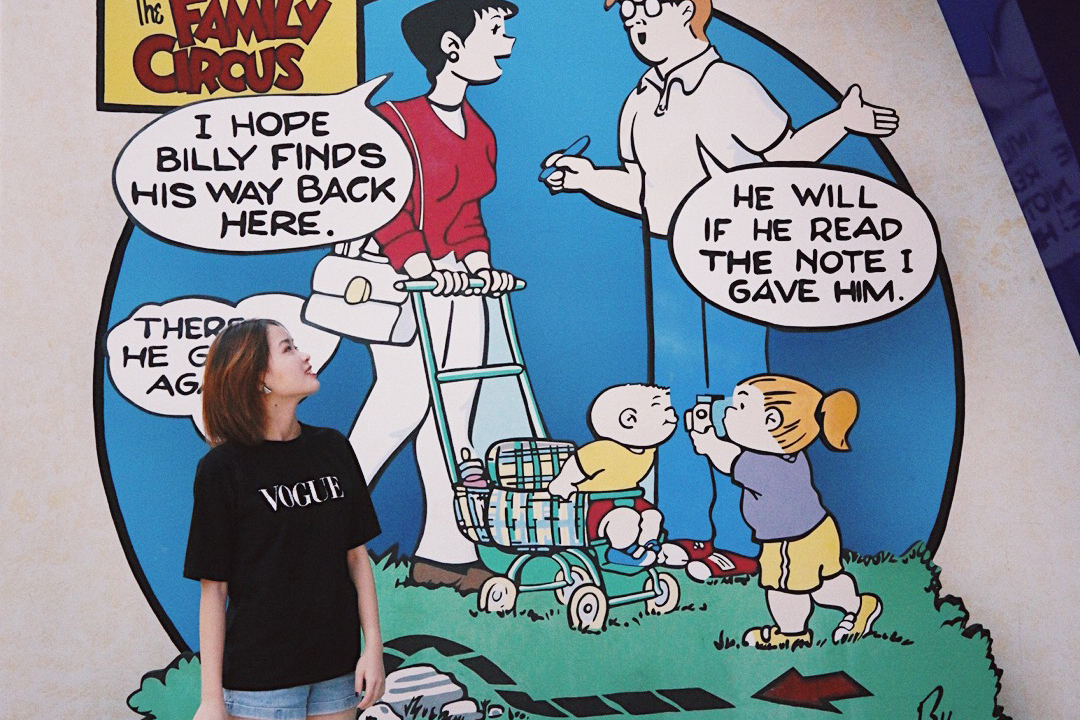 The
FAMILY
CIRCUS
I HOPE
BILLY FINDS
HIS WAY BACK
HERE.
HE WILL
IF HE READ
THE NOTE I
GAVE HIM.
THERE
HE
VOGUE